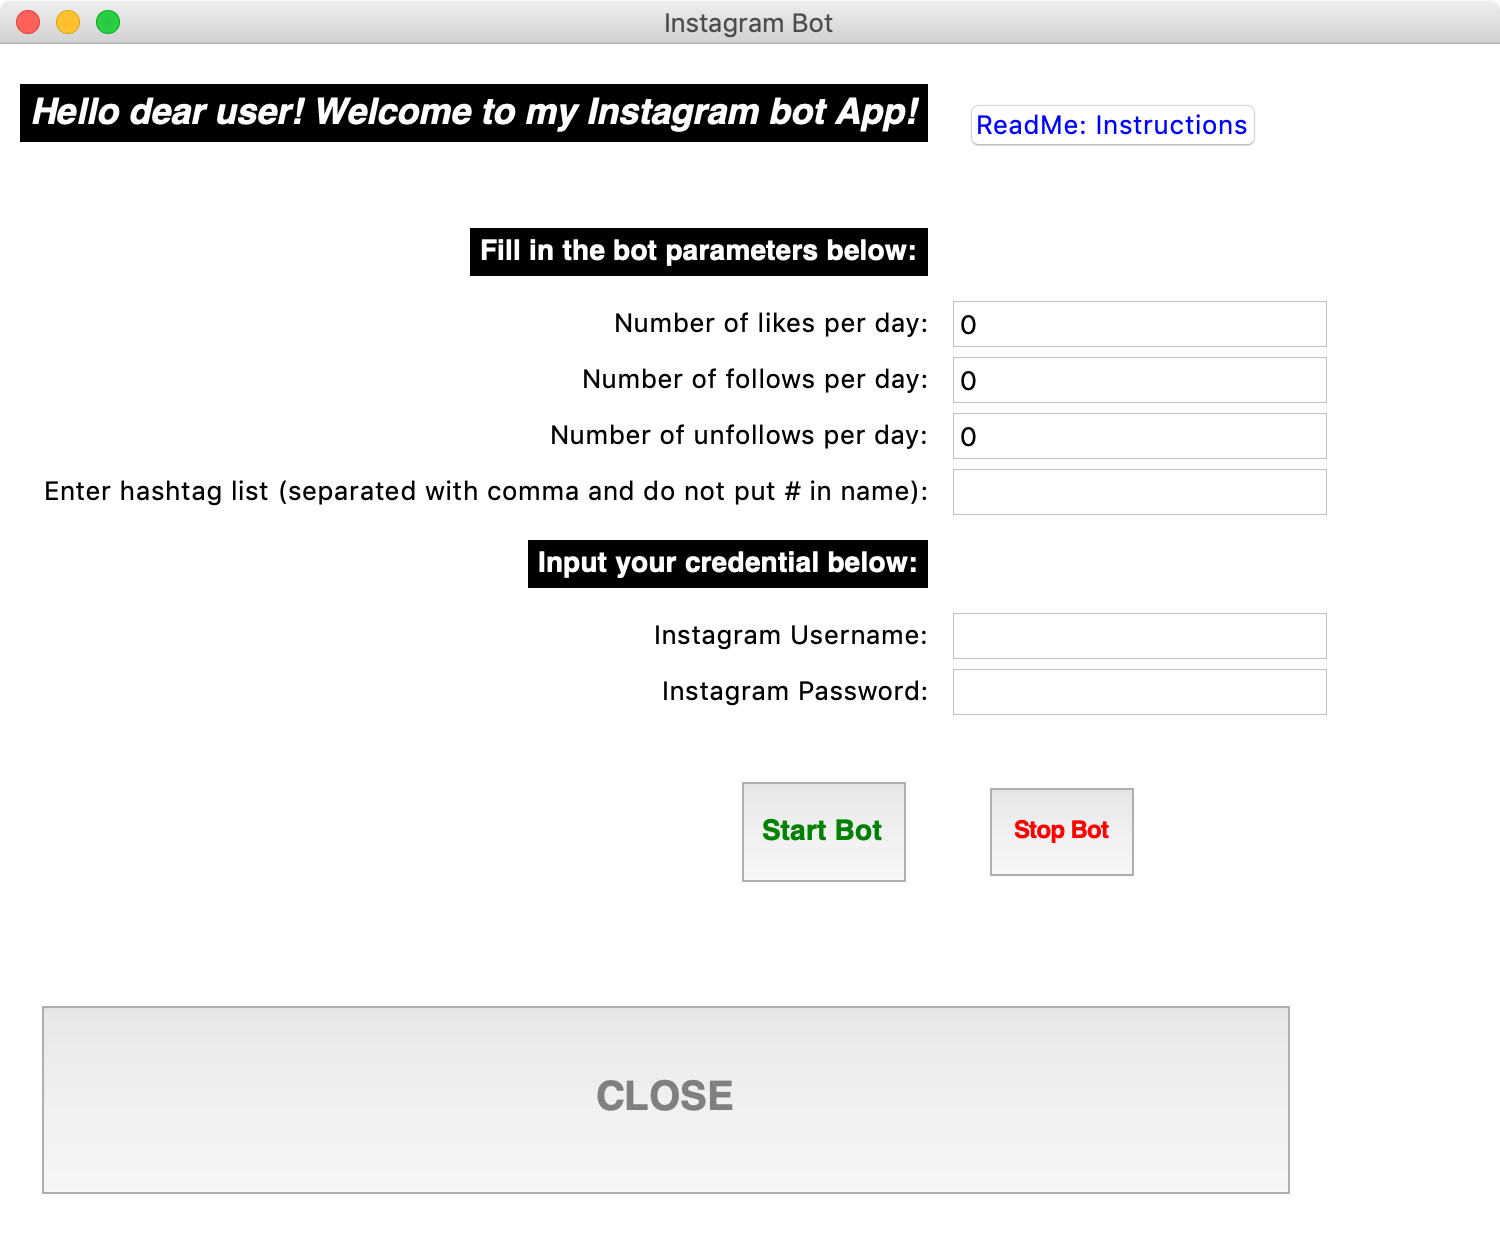 Instagram Bot
Hello dear user! Welcome to my Instagram bot App!
ReadMe: Instructions
Fill in the bot parameters below:
Number of likes per day: 0
Number of follows per day: 0
Number of unfollows per day: 0
Enter hashtag list (separated with comma and do not put # in name):
Input your credential below:
Instagram Username:
Instagram Password:
Start Bot
Stop Bot
CLOSE